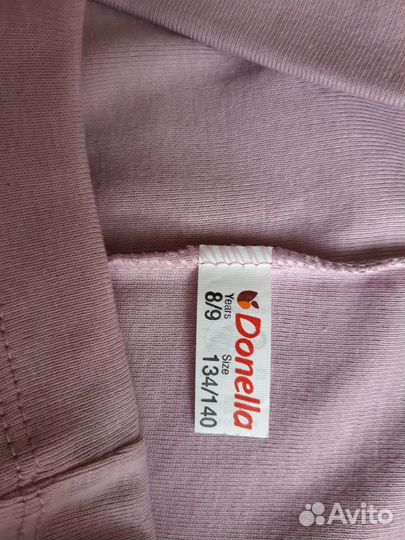 Donella
Years Size
8/9 134/140
Avito